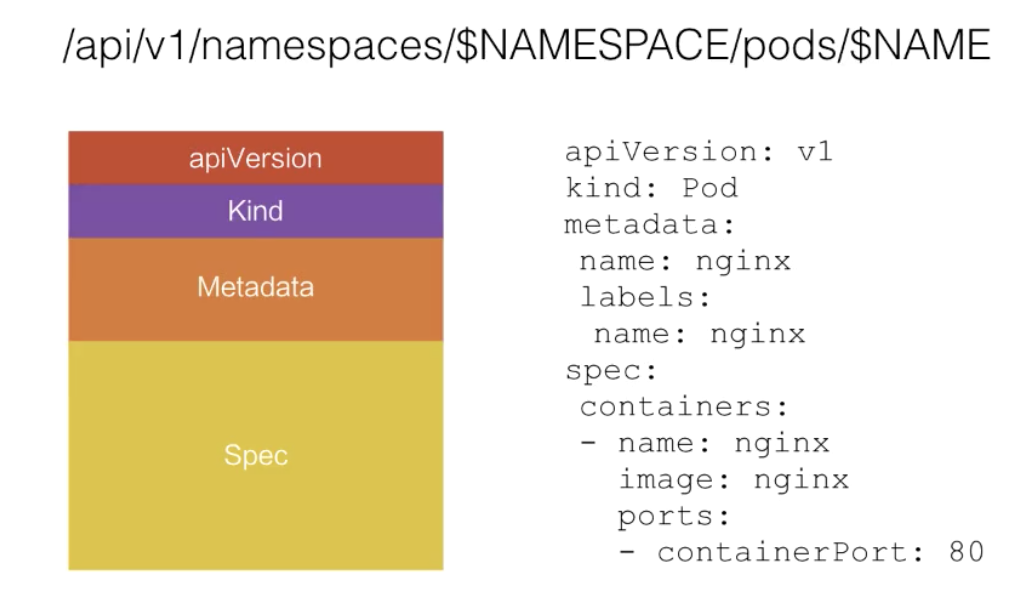 /api/v1/namespaces/$NAMESPACE/pods/$NAME
apiVersion
Kind
Metadata
Spec
apiVersion: v1
kind: Pod
metadata:
 name: nginx
 labels:
  name: nginx
spec:
 containers:
 - name: nginx
   image: nginx
   ports:
   - containerPort: 80